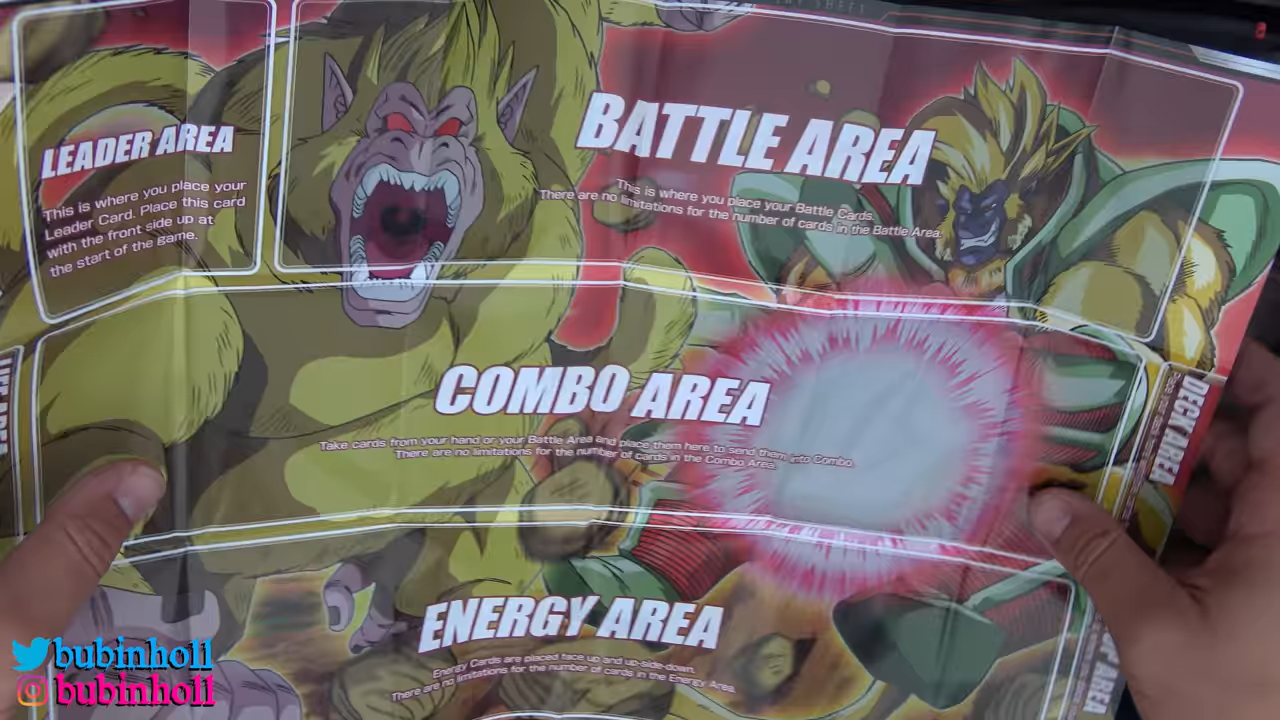 SHEET
LEADER AREA
This is where you place your
Leader Card. Place this card
with the front side up at
the start of the game.
BATTLE AREA
This is where you place your Battle Cards.
There are no limitations for the number of cards in the Battle Area.
COMBO AREA
Take cards from your hand or your Battle Area and place them here to send them into Combo.
There are no limitations for the number of cards in the Combo Area.
DECK AREA
ENERGY AREA
Energy Cards are placed face up and up-side-down.
There are no limitations for the number of cards in the Energy Area.
AREA
bubinho11
bubinho11